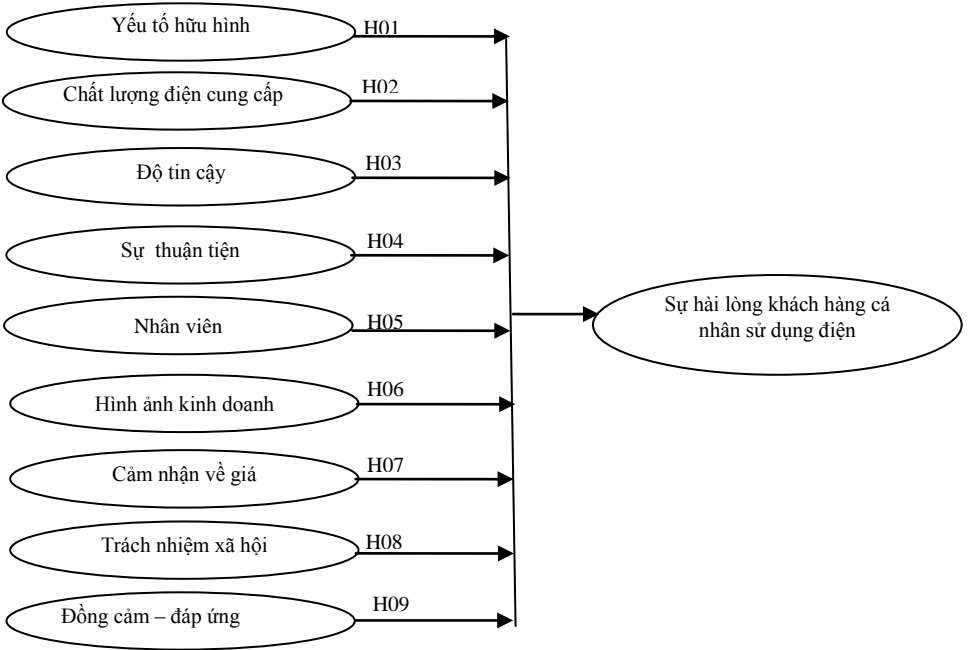 Yếu tố hữu hình
H01
Chất lượng điện cung cấp
H02
Độ tin cậy
H03
Sự thuận tiện
H04
Nhân viên
H05
Hình ảnh kinh doanh
H06
Cảm nhận về giá
H07
Trách nhiệm xã hội
H08
Đồng cảm – đáp ứng
H09
Sự hài lòng khách hàng cá
nhân sử dụng điện